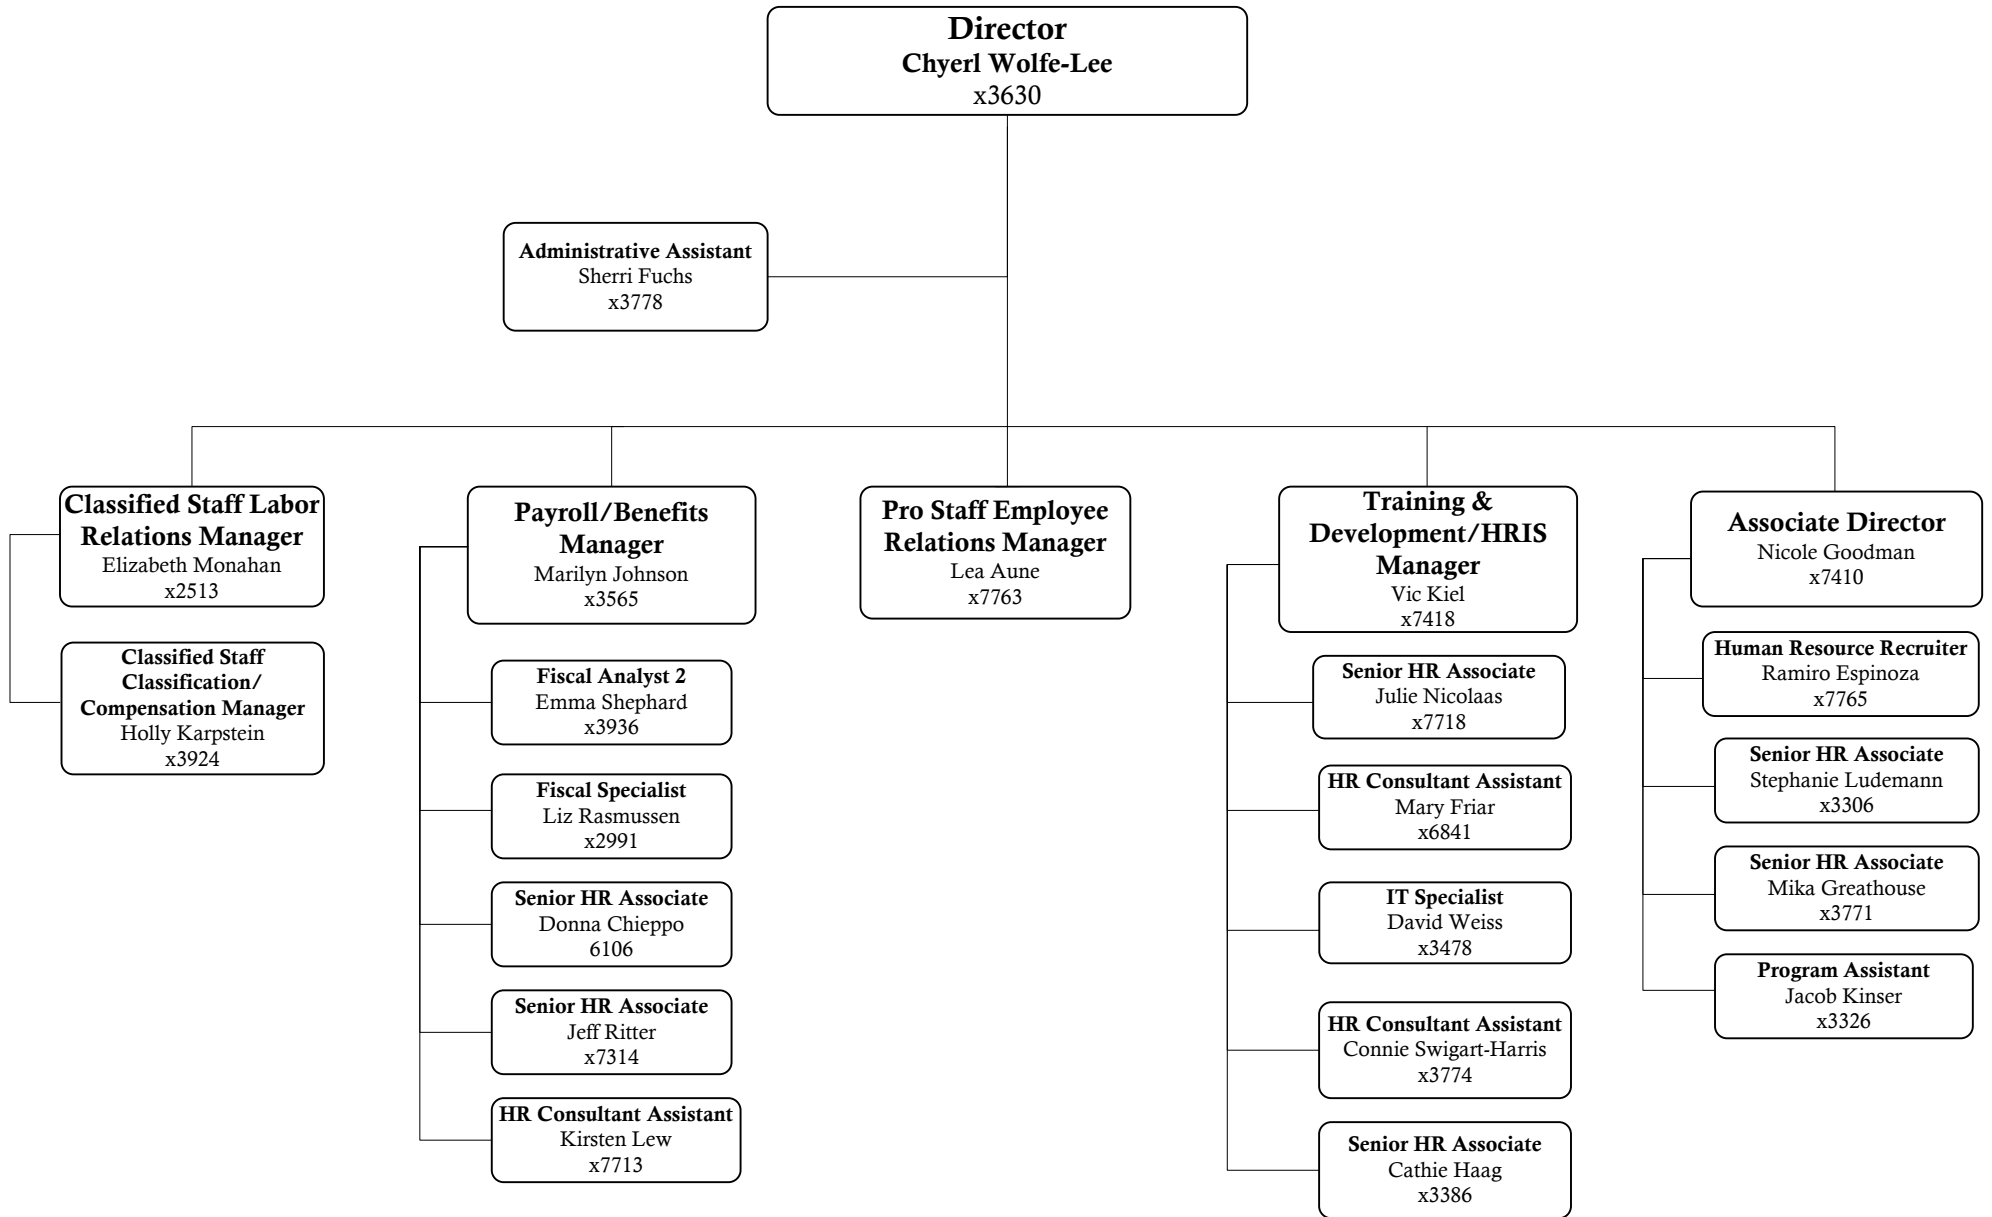 Director
Chyerl Wolfe-Lee
x3630
Administrative Assistant
Sherri Fuchs
x3778
Classified Staff Labor
Relations Manager
Elizabeth Monahan
x2513
Classified Staff
Classification/
Compensation Manager
Holly Karpstein
x3924
Payroll/Benefits
Manager
Marilyn Johnson
x3565
Fiscal Analyst 2
Emma Shephard
x3936
Fiscal Specialist
Liz Rasmussen
x2991
Senior HR Associate
Donna Chieppo
6106
Senior HR Associate
Jeff Ritter
x7314
HR Consultant Assistant
Kirsten Lew
x7713
Pro Staff Employee
Relations Manager
Lea Aune
x7763
Training &
Development/HRIS
Manager
Vic Kiel
x7418
Senior HR Associate
Julie Nicolaas
x7718
HR Consultant Assistant
Mary Friar
x6841
IT Specialist
David Weiss
x3478
HR Consultant Assistant
Connie Swigart-Harris
x3774
Senior HR Associate
Cathie Haag
x3386
Associate Director
Nicole Goodman
x7410
Human Resource Recruiter
Ramiro Espinoza
x7765
Senior HR Associate
Stephanie Ludemann
x3306
Senior HR Associate
Mika Greathouse
x3771
Program Assistant
Jacob Kinser
x3326